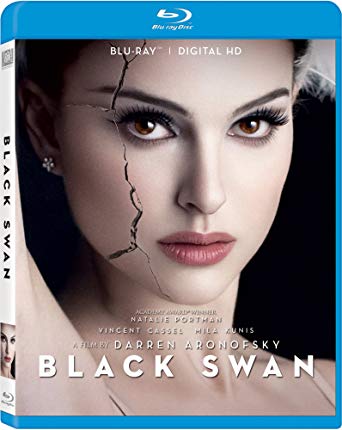 Blu-ray Disc
BLU-RAY™ | DIGITAL HD
BLACK SWAN
ACADEMY AWARD® WINNER
NATALIE PORTMAN
VINCENT CASSEL MILA KUNIS
A FILM BY DARREN ARONOFSKY
BLACK SWAN